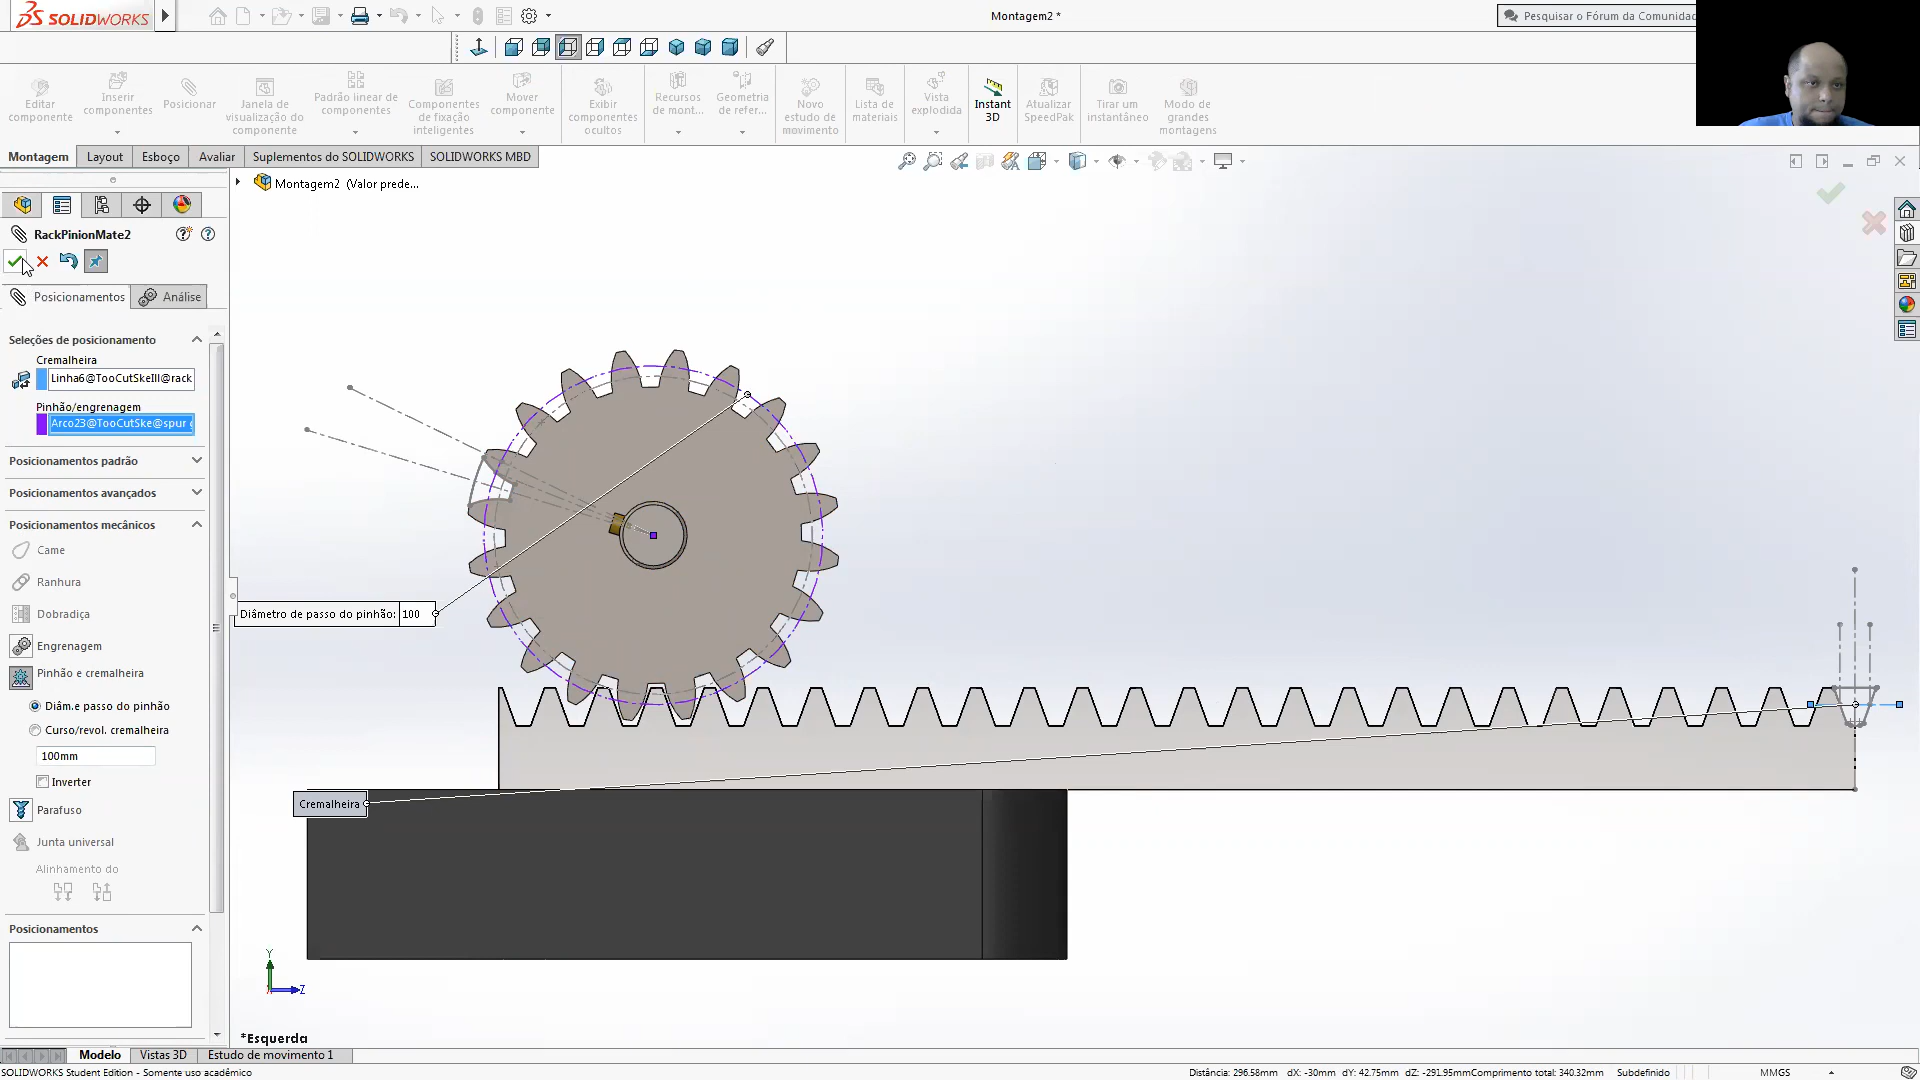 SOLIDWORKS
Montagem2 *
Pesquisar o Fórum da Comunidad
Editar componente
Inserir componentes
Posicionar
Janela de visualização do componente
Padrão linear de componentes
Componentes de fixação inteligentes
Mover componente
Exibir componentes ocultos
Recursos de mont...
Geometria de refer...
Novo estudo de movimento
Lista de materiais
Vista explodida
Instant 3D
Atualizar SpeedPak
Tirar um instantâneo
Modo de grandes montagens
Montagem
Layout
Esboço
Avaliar
Suplementos do SOLIDWORKS
SOLIDWORKS MBD
Montagem2 (Valor prede...
RackPinionMate2
Posicionamentos
Análise
Seleções de posicionamento
Cremalheira
Linha6@TooCutSkeIII@rack
Pinhão/engrenagem
Arco23@TooCutSke@spur
Posicionamentos padrão
Posicionamentos avançados
Posicionamentos mecânicos
Came
Ranhura
Dobradiça
Engrenagem
Pinhão e cremalheira
Diâm.e passo do pinhão
Curso/revol. cremalheira
100mm
Inverter
Parafuso
Junta universal
Alinhamento do
Posicionamentos
Diâmetro de passo do pinhão: 100
Cremalheira
Y
Z
*Esquerda
Modelo
Vistas 3D
Estudo de movimento 1
SOLIDWORKS Student Edition - Somente uso acadêmico
Distância: 296.58mm dX: -30mm dY: 42.75mm dZ: -291.95mm Comprimento total: 340.32mm
Subdefinido
MMGS